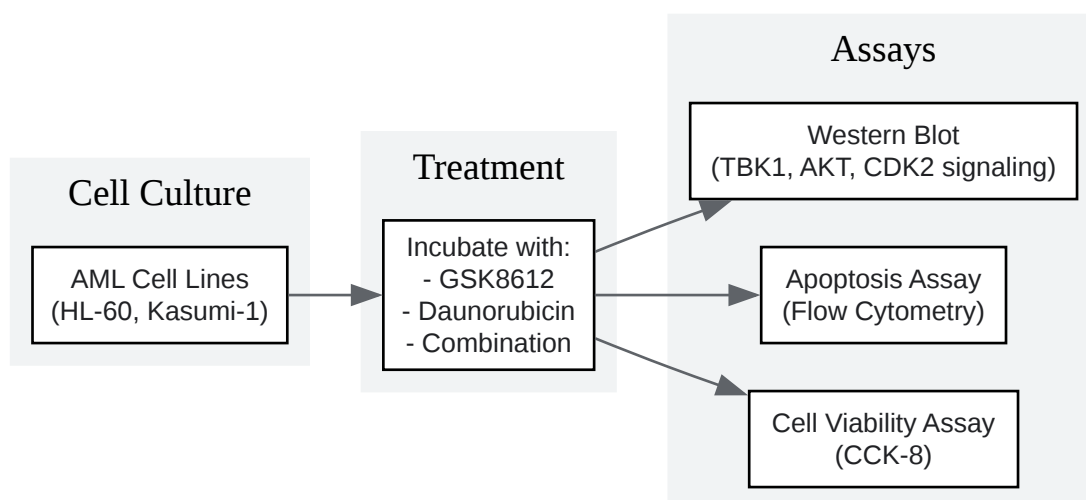 Cell Culture
AML Cell Lines
(HL-60, Kasumi-1)
Treatment
Incubate with:
- GSK8612
- Daunorubicin
- Combination
Assays
Western Blot
(TBK1, AKT, CDK2 signaling)
Apoptosis Assay
(Flow Cytometry)
Cell Viability Assay
(CCK-8)